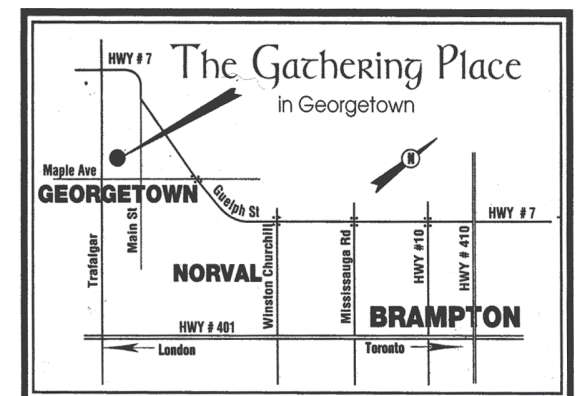 The Gathering Place
in Georgetown
HWY # 7
N
Maple Ave
GEORGETOWN
Guelph St
HWY # 7
Trafalgar
Main St
NORVAL
Winston Churchill
Mississauga Rd
HWY #10
HWY # 410
BRAMPTON
HWY # 401
London
Toronto